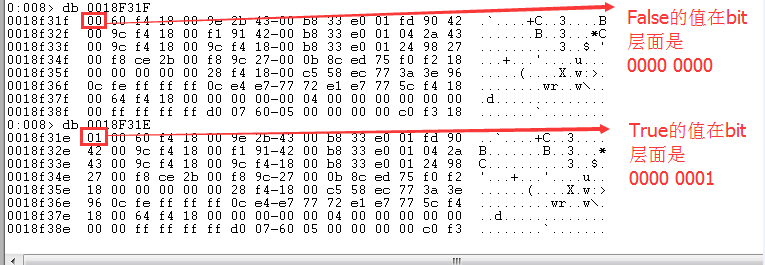 0:008> db 0018F31F
0018f31f 00 60 f4 18 00 9e 2b 43-00 b8 33 e0 01 fd 90 42 .`....+C..3....B
0018f32f 00 9c f4 18 00 f1 91 42-00 b8 33 e0 01 04 2a 43 .......B..3...*C
0018f33f 00 9c f4 18 00 9c f4 18-00 b8 33 e0 01 24 98 27 ..........3..$.'
0018f34f 00 f8 ce 2b 00 f8 9c 27-00 0b 8c ed 75 f0 f2 18 ...+...'....u...
0018f35f 00 00 00 00 00 28 f4 18-00 c5 58 ec 77 3a 3e 96 .....(....X.w:>.
0018f36f 0c fe ff ff ff 0c e4 e7-77 72 e1 e7 77 5c f4 18 ........wr..w\..
0018f37f 00 64 f4 18 00 00 00 00-00 04 00 00 00 00 00 00 .d..............
0018f38f 00 ff ff ff ff d0 07 60-05 00 00 00 00 c0 f3 18 .......`........
0:008> db 0018F31E
0018f31e 01 00 60 f4 18 00 9e 2b-43 00 b8 33 e0 01 fd 90 ..`....+C..3....
0018f32e 42 00 9c f4 18 00 f1 91-42 00 b8 33 e0 01 04 2a B.......B..3...*
0018f33e 43 00 9c f4 18 00 9c f4-18 00 b8 33 e0 01 24 98 C..........3..$.
0018f34e 27 00 f8 ce 2b 00 f8 9c-27 00 0b 8c ed 75 f0 f2 '...+...'....u..
0018f35e 18 00 00 00 00 00 28 f4-18 00 c5 58 ec 77 3a 3e ......(....X.w:>
0018f36e 96 0c fe ff ff ff 0c e4-e7 77 72 e1 e7 77 5c f4 .........wr..w\.
0018f37e 18 00 64 f4 18 00 00 00-00 00 04 00 00 00 00 00 ..d.............
0018f38e 00 00 ff ff ff ff d0 07-60 05 00 00 00 00 c0 f3 ........`.......
False的值在bit
层面是
0000 0000
True的值在bit
层面是
0000 0001